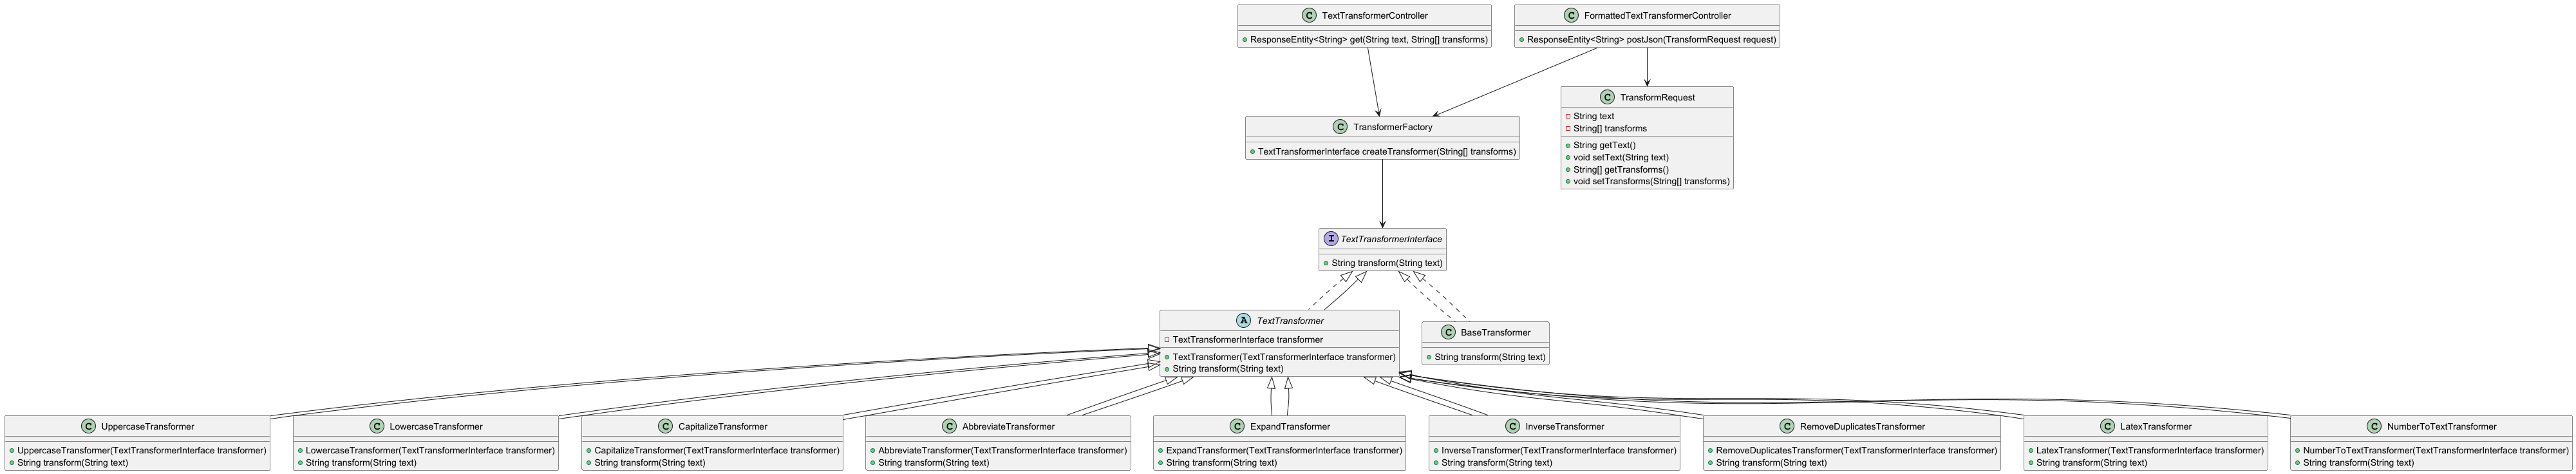 C TextTransformerController
ResponseEntity<String> get(String text, String[] transforms)
C FormattedTextTransformerController
ResponseEntity<String> postJson(TransformRequest request)
C TransformRequest
String text
String[] transforms
String getText()
void setText(String text)
String[] getTransforms()
void setTransforms(String[] transforms)
C TransformerFactory
TextTransformerInterface createTransformer(String[] transforms)
I TextTransformerInterface
String transform(String text)
A TextTransformer
TextTransformerInterface transformer
TextTransformer(TextTransformerInterface transformer)
String transform(String text)
C BaseTransformer
String transform(String text)
C UppercaseTransformer
UppercaseTransformer(TextTransformerInterface transformer)
String transform(String text)
C LowercaseTransformer
LowercaseTransformer(TextTransformerInterface transformer)
String transform(String text)
C CapitalizeTransformer
CapitalizeTransformer(TextTransformerInterface transformer)
String transform(String text)
C AbbreviateTransformer
AbbreviateTransformer(TextTransformerInterface transformer)
String transform(String text)
C ExpandTransformer
ExpandTransformer(TextTransformerInterface transformer)
String transform(String text)
C InverseTransformer
InverseTransformer(TextTransformerInterface transformer)
String transform(String text)
C RemoveDuplicatesTransformer
RemoveDuplicatesTransformer(TextTransformerInterface transformer)
String transform(String text)
C LatexTransformer
LatexTransformer(TextTransformerInterface transformer)
String transform(String text)
C NumberToTextTransformer
NumberToTextTransformer(TextTransformerInterface transformer)
String transform(String text)